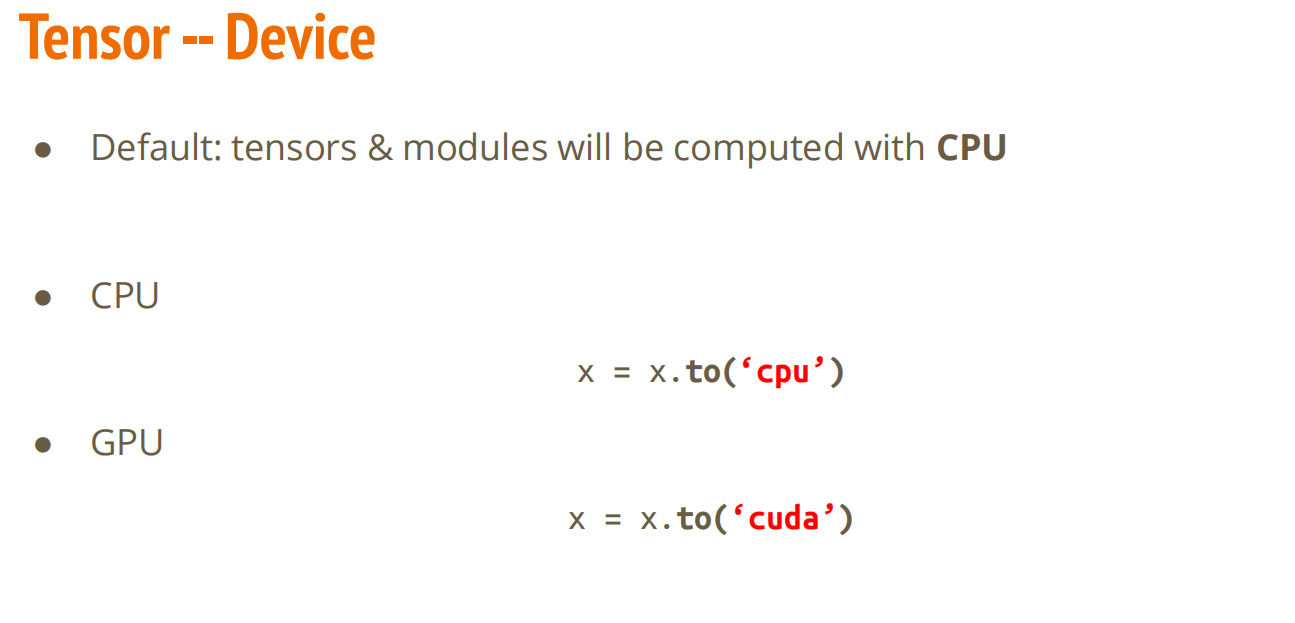 Tensor -- Device
● Default: tensors & modules will be computed with CPU
● CPU
x = x.to(‘cpu’)
● GPU
x = x.to(‘cuda’)